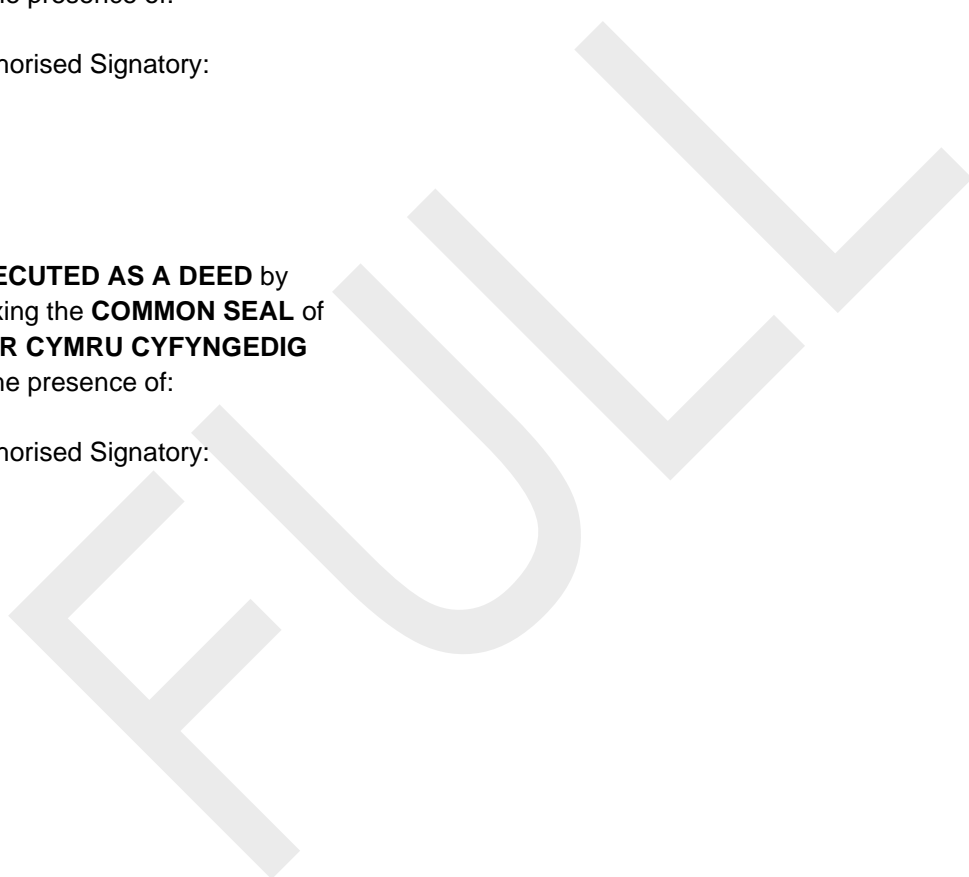 presence of:
horised Signatory:
ECUTED AS A DEED by
king the COMMON SEAL of
R CYMRU CYFYNGEDIG
he presence of:
horised Signatory:
FULL